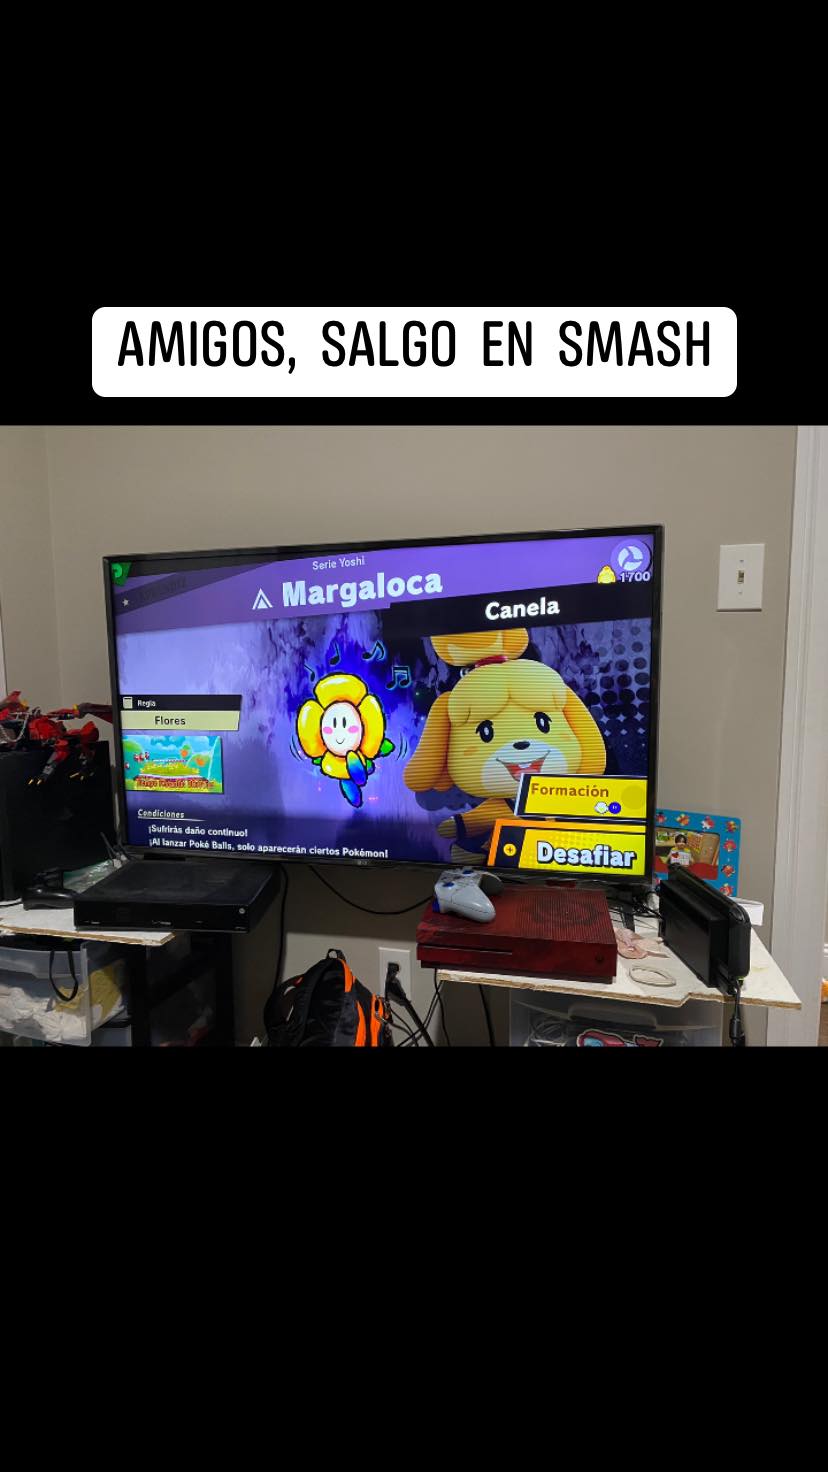 AMIGOS, SALGO EN SMASH
Serie Yoshi
Margaloca
1700
Canela
Regla
Flores
Condiciones
¡Sufrirás daño continuo!
¡Al lanzar Poké Balls, solo aparecerán ciertos Pokémon!
Formación
Desafiar
LG